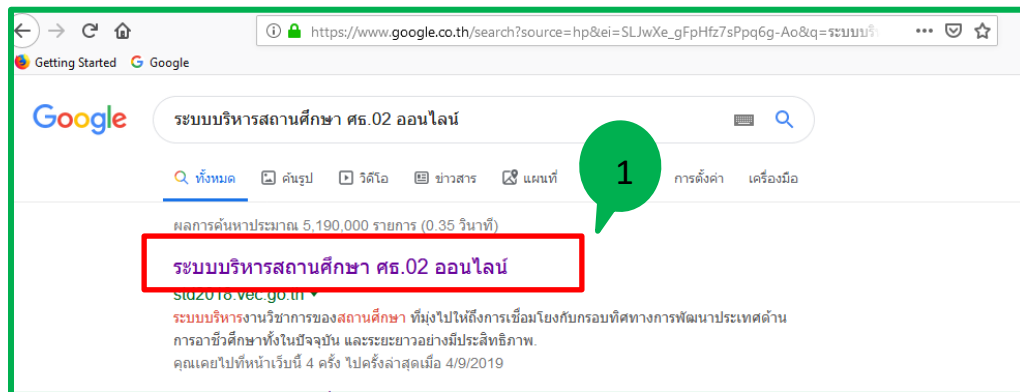 https://www.google.co.th/search?source=hp&ei=SLJwXe_gFpHfz7sPpq6g-Ao&q=ระบบบริ
Getting Started Google
Google ระบบบริหารสถานศึกษา ศธ.02 ออนไลน์
ทั้งหมด ค้นรูป วิดีโอ ข่าวสาร แผนที่ 1 การตั้งค่า เครื่องมือ
ผลการค้นหาประมาณ 5,190,000 รายการ (0.35 วินาที)
ระบบบริหารสถานศึกษา ศธ.02 ออนไลน์
std2018.vec.go.th
ระบบบริหารงานวิชาการของสถานศึกษา ที่มุ่งไปให้ถึงการเชื่อมโยงกับกรอบทิศทางการพัฒนาประเทศด้าน
การอาชีวศึกษาทั้งในปัจจุบัน และระยะยาวอย่างมีประสิทธิภาพ.
คุณเคยไปที่หน้าเว็บนี้ 4 ครั้ง ไปครั้งล่าสุดเมื่อ 4/9/2019